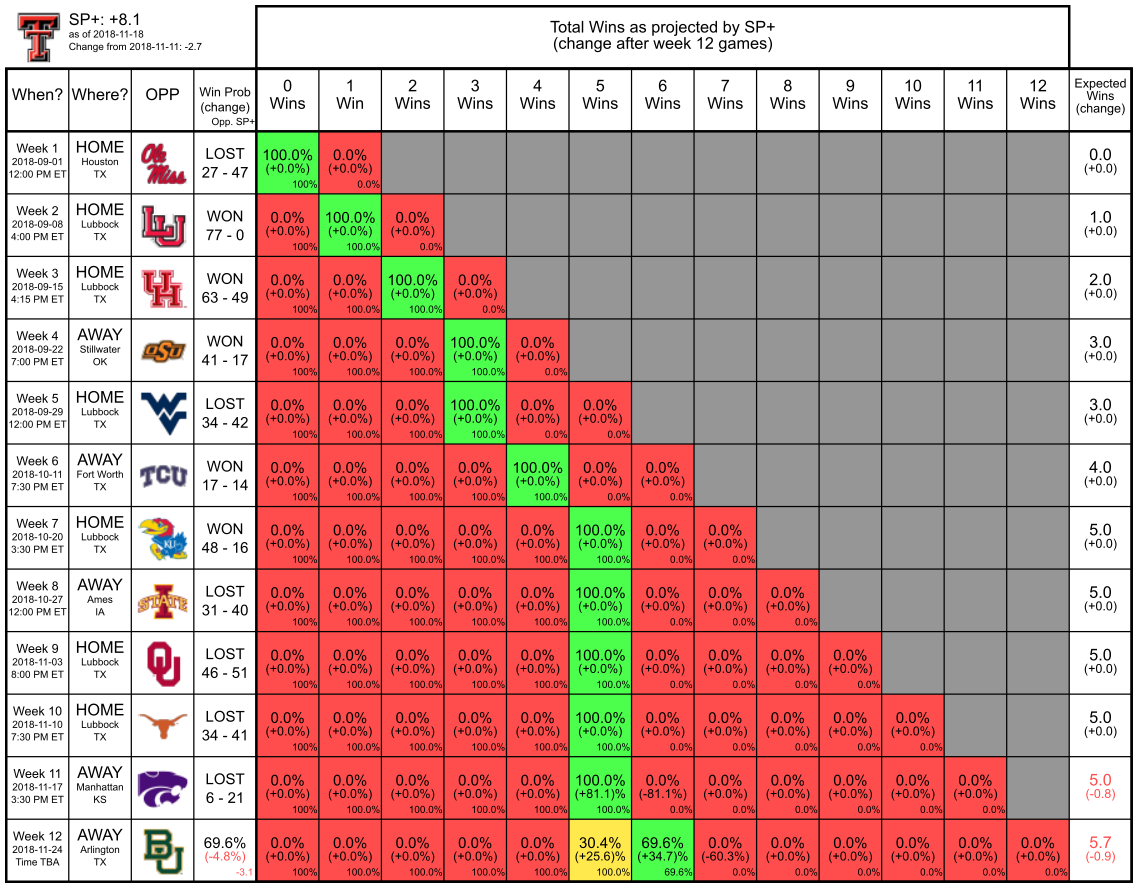 SP+: +8.1
as of 2018-11-18
Change from 2018-11-11: -2.7
Total Wins as projected by SP+
(change after week 12 games)
When? Where? OPP Win Prob (change) Opp. SP+ 0 Wins 1 Win 2 Wins 3 Wins 4 Wins 5 Wins 6 Wins 7 Wins 8 Wins 9 Wins 10 Wins 11 Wins 12 Wins Expected Wins (change)
Week 1 HOME Ole LOST 100.0% 0.0% 0.0
2018-09-01 Houston Miss 27 - 47 (+0.0%) (+0.0%) (+0.0)
12:00 PM ET TX 100% 0.0%
Week 2 HOME LU WON 0.0% 100.0% 0.0% 1.0
2018-09-08 Lubbock 77 - 0 (+0.0%) (+0.0%) (+0.0%) (+0.0)
4:00 PM ET TX 100% 100.0% 0.0%
Week 3 HOME UH WON 0.0% 0.0% 100.0% 0.0% 2.0
2018-09-15 Lubbock 63 - 49 (+0.0%) (+0.0%) (+0.0%) (+0.0%) (+0.0)
4:15 PM ET TX 100% 100.0% 100.0% 0.0%
Week 4 AWAY OSU WON 0.0% 0.0% 0.0% 100.0% 0.0% 3.0
2018-09-22 Stillwater 41 - 17 (+0.0%) (+0.0%) (+0.0%) (+0.0%) (+0.0%) (+0.0)
7:00 PM ET OK 100% 100.0% 100.0% 100.0% 0.0%
Week 5 HOME WV LOST 0.0% 0.0% 0.0% 100.0% 0.0% 0.0% 3.0
2018-09-29 Lubbock 34 - 42 (+0.0%) (+0.0%) (+0.0%) (+0.0%) (+0.0%) (+0.0%) (+0.0)
12:00 PM ET TX 100% 100.0% 100.0% 100.0% 0.0% 0.0%
Week 6 AWAY TCU WON 0.0% 0.0% 0.0% 0.0% 100.0% 0.0% 0.0% 4.0
2018-10-11 Fort Worth 17 - 14 (+0.0%) (+0.0%) (+0.0%) (+0.0%) (+0.0%) (+0.0%) (+0.0%) (+0.0)
7:30 PM ET TX 100% 100.0% 100.0% 100.0% 100.0% 0.0% 0.0%
Week 7 HOME KU WON 0.0% 0.0% 0.0% 0.0% 0.0% 100.0% 0.0% 0.0% 5.0
2018-10-20 Lubbock 48 - 16 (+0.0%) (+0.0%) (+0.0%) (+0.0%) (+0.0%) (+0.0%) (+0.0%) (+0.0%) (+0.0)
3:30 PM ET TX 100% 100.0% 100.0% 100.0% 100.0% 100.0% 0.0% 0.0%
Week 8 AWAY I STATE LOST 0.0% 0.0% 0.0% 0.0% 0.0% 100.0% 0.0% 0.0% 0.0% 5.0
2018-10-27 Ames 31 - 40 (+0.0%) (+0.0%) (+0.0%) (+0.0%) (+0.0%) (+0.0%) (+0.0%) (+0.0%) (+0.0%) (+0.0)
12:00 PM ET IA 100% 100.0% 100.0% 100.0% 100.0% 100.0% 0.0% 0.0% 0.0%
Week 9 HOME OU LOST 0.0% 0.0% 0.0% 0.0% 0.0% 100.0% 0.0% 0.0% 0.0% 0.0% 5.0
2018-11-03 Lubbock 46 - 51 (+0.0%) (+0.0%) (+0.0%) (+0.0%) (+0.0%) (+0.0%) (+0.0%) (+0.0%) (+0.0%) (+0.0%) (+0.0)
8:00 PM ET TX 100% 100.0% 100.0% 100.0% 100.0% 100.0% 0.0% 0.0% 0.0% 0.0%
Week 10 HOME LOST 0.0% 0.0% 0.0% 0.0% 0.0% 100.0% 0.0% 0.0% 0.0% 0.0% 0.0% 5.0
2018-11-10 Lubbock 34 - 41 (+0.0%) (+0.0%) (+0.0%) (+0.0%) (+0.0%) (+0.0%) (+0.0%) (+0.0%) (+0.0%) (+0.0%) (+0.0%) (+0.0)
7:30 PM ET TX 100% 100.0% 100.0% 100.0% 100.0% 100.0% 0.0% 0.0% 0.0% 0.0% 0.0%
Week 11 AWAY LOST 0.0% 0.0% 0.0% 0.0% 0.0% 100.0% 0.0% 0.0% 0.0% 0.0% 0.0% 0.0% 5.0
2018-11-17 Manhattan 6 - 21 (+0.0%) (+0.0%) (+0.0%) (+0.0%) (+0.0%) (+81.1)% (-81.1%) (+0.0%) (+0.0%) (+0.0%) (+0.0%) (+0.0%) (-0.8)
3:30 PM ET KS 100% 100.0% 100.0% 100.0% 100.0% 100.0% 0.0% 0.0% 0.0% 0.0% 0.0% 0.0%
Week 12 AWAY BU 69.6% 0.0% 0.0% 0.0% 0.0% 0.0% 30.4% 69.6% 0.0% 0.0% 0.0% 0.0% 0.0% 0.0% 5.7
2018-11-24 Arlington (-4.8%) (+0.0%) (+0.0%) (+0.0%) (+0.0%) (+0.0%) (+25.6)% (+34.7)% (-60.3%) (+0.0%) (+0.0%) (+0.0%) (+0.0%) (+0.0%) (-0.9)
Time TBA TX -3.1 100% 100.0% 100.0% 100.0% 100.0% 100.0% 69.6% 0.0% 0.0% 0.0% 0.0% 0.0% 0.0%